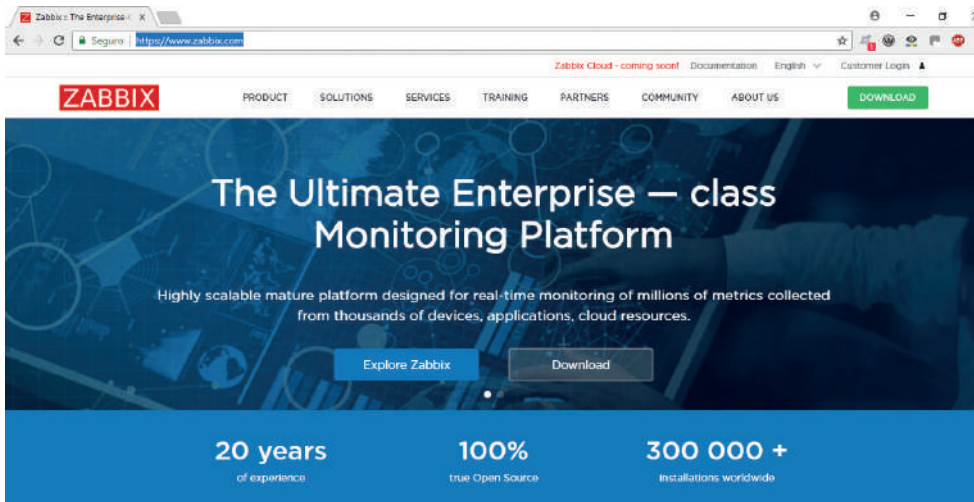 Zabbix :: The Enterprise-
Seguro https://www.zabbix.com
Zabbix Cloud - coming soon! Documentation English Customer Login
ZABBIX PRODUCT SOLUTIONS SERVICES TRAINING PARTNERS COMMUNITY ABOUT US DOWNLOAD
The Ultimate Enterprise — class
Monitoring Platform
Highly scalable mature platform designed for real-time monitoring of millions of metrics collected
from thousands of devices, applications, cloud resources.
Explore Zabbix Download
20 years 100% 300 000 +
of experience true Open Source Installations worldwide